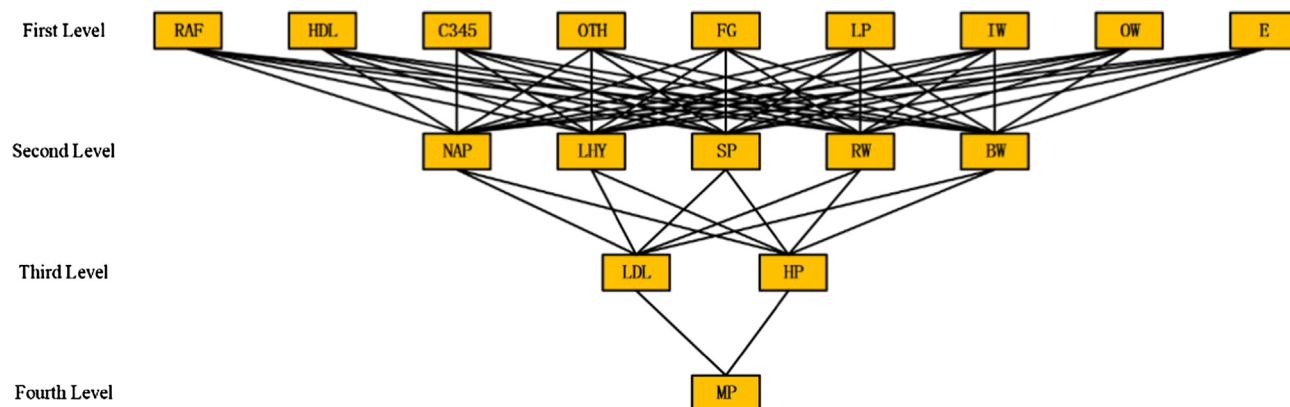 First Level RAF HDL C345 OTH FG LP IW OW E
Second Level NAP LHY SP RW BW
Third Level LDL HP
Fourth Level MP